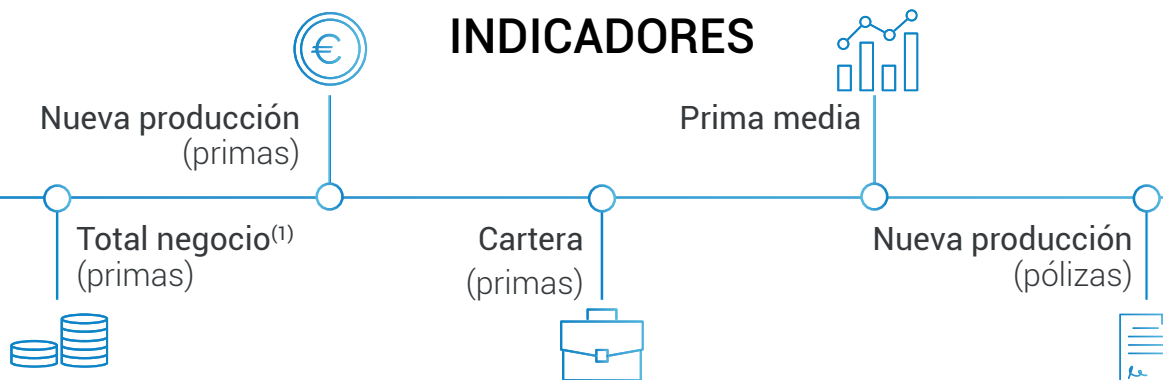 INDICADORES
Nueva producción
(primas)
Prima media
Total negocio(1)
(primas)
Cartera
(primas)
Nueva producción
(pólizas)